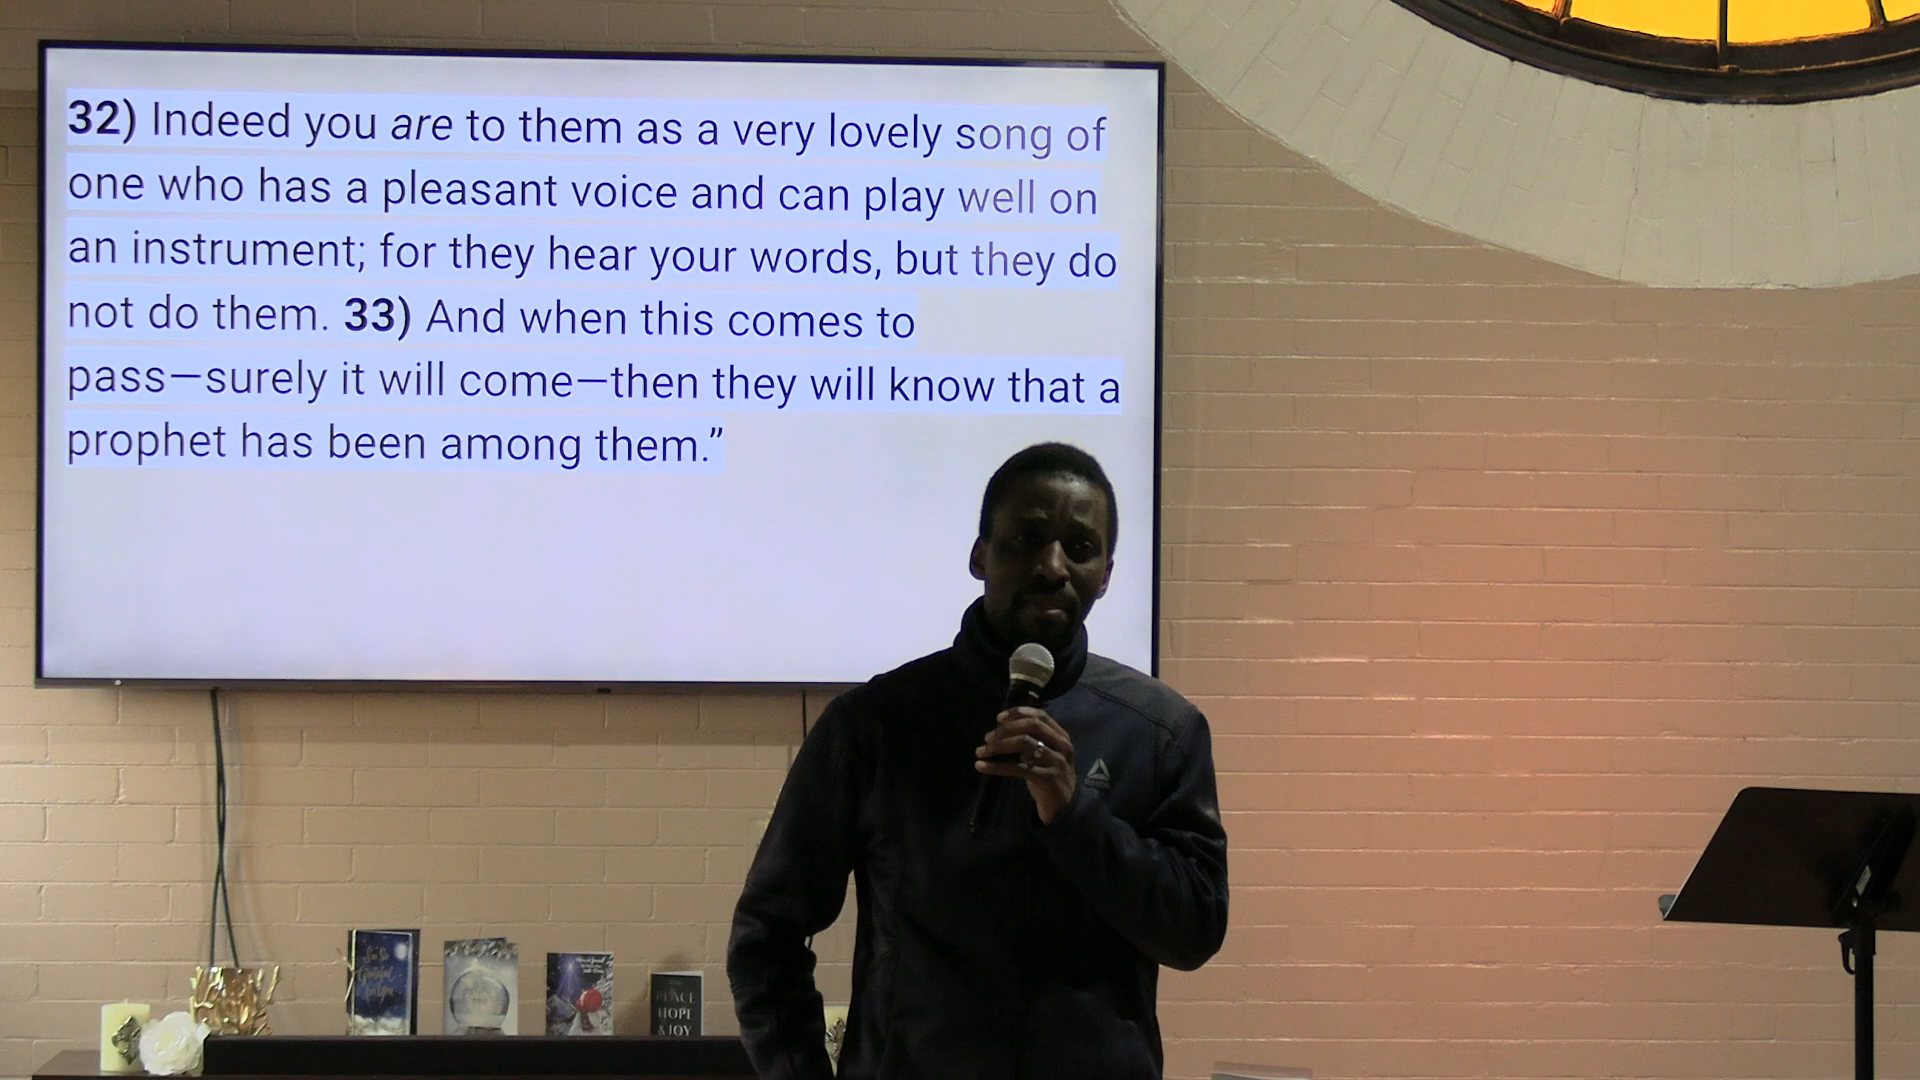 32) Indeed you are to them as a very lovely song of
one who has a pleasant voice and can play well on
an instrument; for they hear your words, but they do
not do them. 33) And when this comes to
pass—surely it will come—then they will know that a
prophet has been among them.”
PEACE
HOPE
& JOY